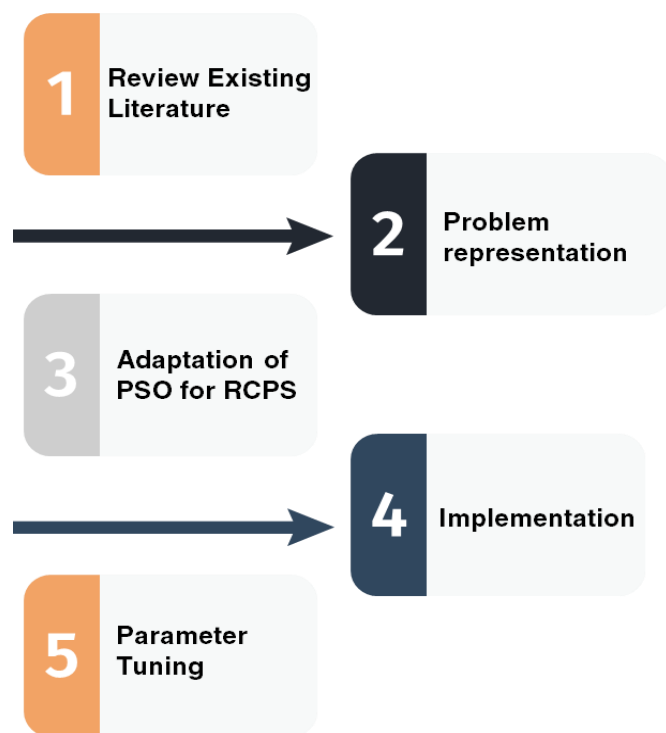 1
Review Existing
Literature
2
Problem
representation
3
Adaptation of
PSO for RCPS
4
Implementation
5
Parameter
Tuning